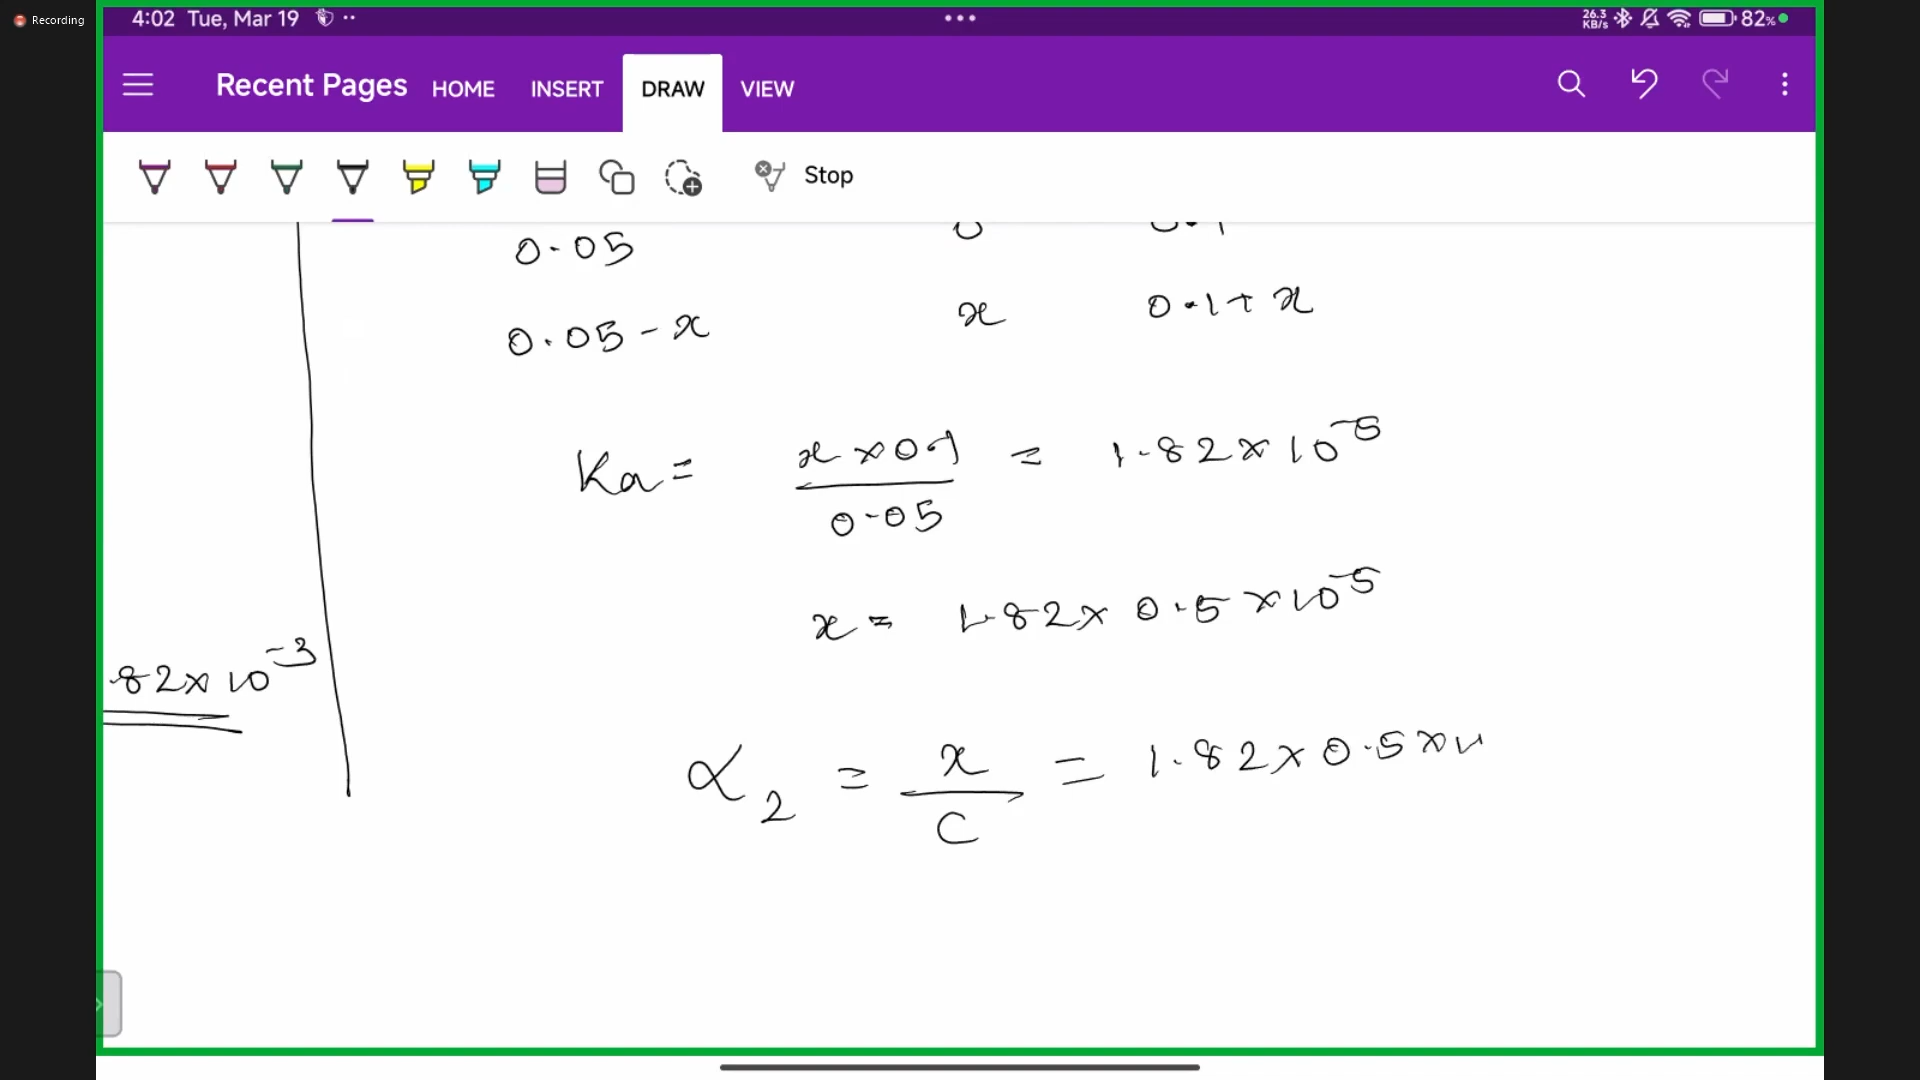 Recording
4:02 Tue, Mar 19
26.3 KB/s 82%
Recent Pages HOME INSERT DRAW VIEW
Stop
0.05
0.05 - x x 0.1 + x
Ka = x × 0.1 / 0.05 = 1.82 × 10^-5
x = 1.82 × 0.5 × 10^-5
.82 × 10^-3
α₂ = x / C = 1.82 × 0.5 ×